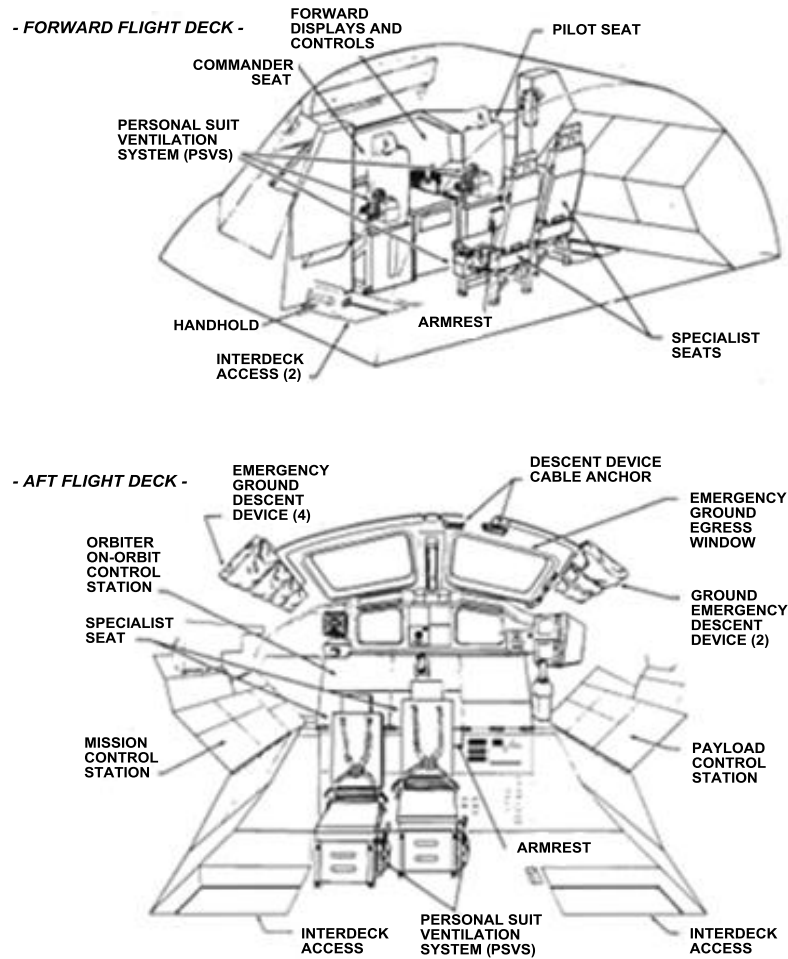 - FORWARD FLIGHT DECK -
FORWARD
DISPLAYS AND
CONTROLS
PILOT SEAT
COMMANDER
SEAT
PERSONAL SUIT
VENTILATION
SYSTEM (PSVS)
HANDHOLD
ARMREST
INTERDECK
ACCESS (2)
SPECIALIST
SEATS
- AFT FLIGHT DECK -
EMERGENCY
GROUND
DESCENT
DEVICE (4)
DESCENT DEVICE
CABLE ANCHOR
EMERGENCY
GROUND
EGRESS
WINDOW
ORBITER
ON-ORBIT
CONTROL
STATION
GROUND
EMERGENCY
DESCENT
DEVICE (2)
SPECIALIST
SEAT
MISSION
CONTROL
STATION
PAYLOAD
CONTROL
STATION
ARMREST
INTERDECK
ACCESS
PERSONAL SUIT
VENTILATION
SYSTEM (PSVS)
INTERDECK
ACCESS